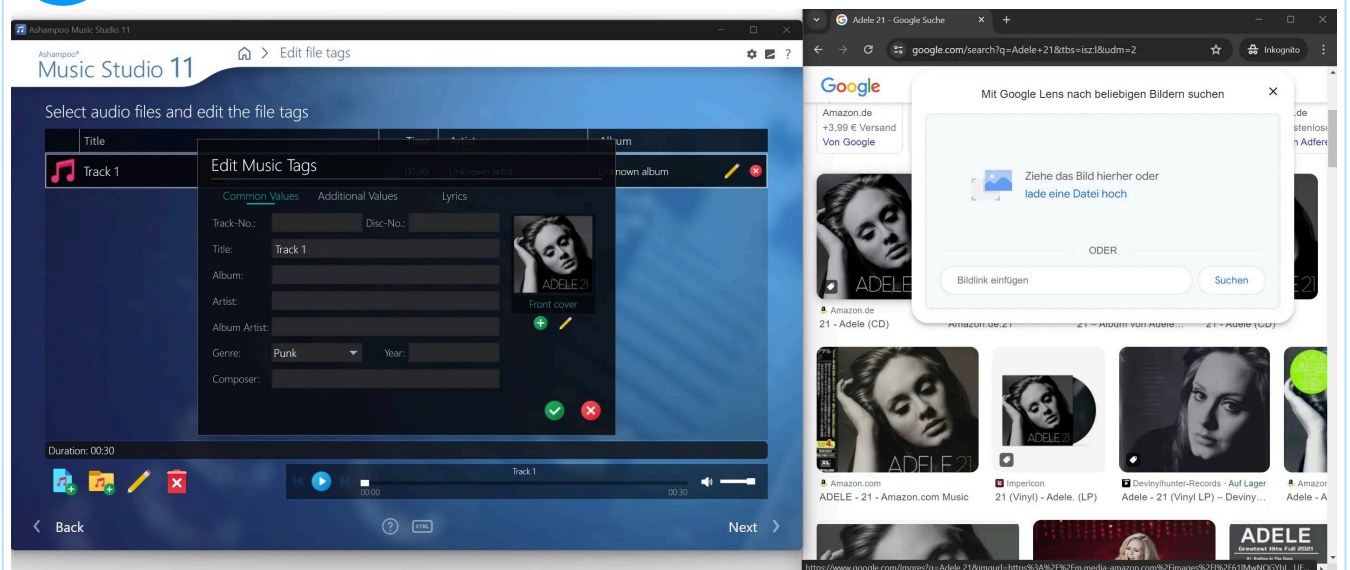 Ashampoo Music Studio 11
Ashampoo®
Music Studio 11
Edit file tags
?
Select audio files and edit the file tags
Title
Time
Artist
Album
Track 1
00:30
Unknown artist
Unknown album
Edit Music Tags
Common Values
Additional Values
Lyrics
Track-No.:
Disc-No.:
Title:
Track 1
Album:
Artist:
Album Artist:
Genre:
Punk
Year:
Composer:
ADELE 21
Front cover
Duration: 00:30
Track 1
00:00
00:30
Back
?
CTRL
Next
Adele 21 - Google Suche
google.com/search?q=Adele+21&tbs=isz:l&udm=2
Inkognito
Google
Amazon.de
+3,99 € Versand
Von Google
Mit Google Lens nach beliebigen Bildern suchen
Ziehe das Bild hierher oder
lade eine Datei hoch
ODER
Bildlink einfügen
Suchen
ADELE
Amazon.de
21 - Adele (CD)
Amazon.de:21
21 – Album von Adele...
21 - Adele (CD)
ADELE 21
ADELE 21
Amazon.com
ADELE - 21 - Amazon.com Music
Impericon
21 (Vinyl) - Adele. (LP)
Devinylhunter-Records - Auf Lager
Adele - 21 (Vinyl LP) – Deviny...
Amazon
Adele - A
ADELE
Greatest Hits Full 2021